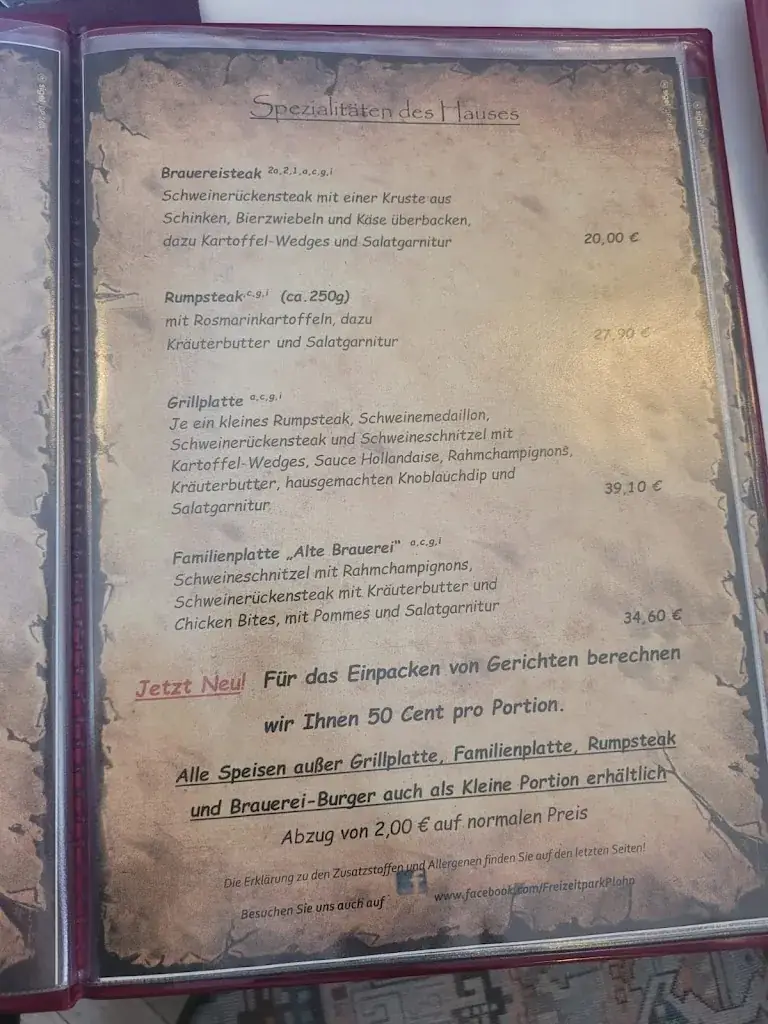 Spezialitäten des Hauses
Brauereisteak 2a,2,1,a,c,g,i
Schweinerückensteak mit einer Kruste aus
Schinken, Bierzwiebeln und Käse überbacken,
dazu Kartoffel-Wedges und Salatgarnitur 20,00 €
Rumpsteak c,g,i (ca.250g)
mit Rosmarinkartoffeln, dazu
Kräuterbutter und Salatgarnitur 27,90 €
Grillplatte a,c,g,i
Je ein kleines Rumpsteak, Schweinemedaillon,
Schweinerückensteak und Schweineschnitzel mit
Kartoffel-Wedges, Sauce Hollandaise, Rahmchampignons,
Kräuterbutter, hausgemachten Knoblauchdip und
Salatgarnitur 39,10 €
Familienplatte „Alte Brauerei" a,c,g,i
Schweineschnitzel mit Rahmchampignons,
Schweinerückensteak mit Kräuterbutter und
Chicken Bites, mit Pommes und Salatgarnitur 34,60 €
Jetzt Neu! Für das Einpacken von Gerichten berechnen
wir Ihnen 50 Cent pro Portion.
Alle Speisen außer Grillplatte, Familienplatte, Rumpsteak
und Brauerei-Burger auch als Kleine Portion erhältlich
Abzug von 2,00 € auf normalen Preis
Die Erklärung zu den Zusatzstoffen und Allergenen finden Sie auf den letzten Seiten!
Besuchen Sie uns auch auf f www.facebook.com/FreizeitparkPlohn